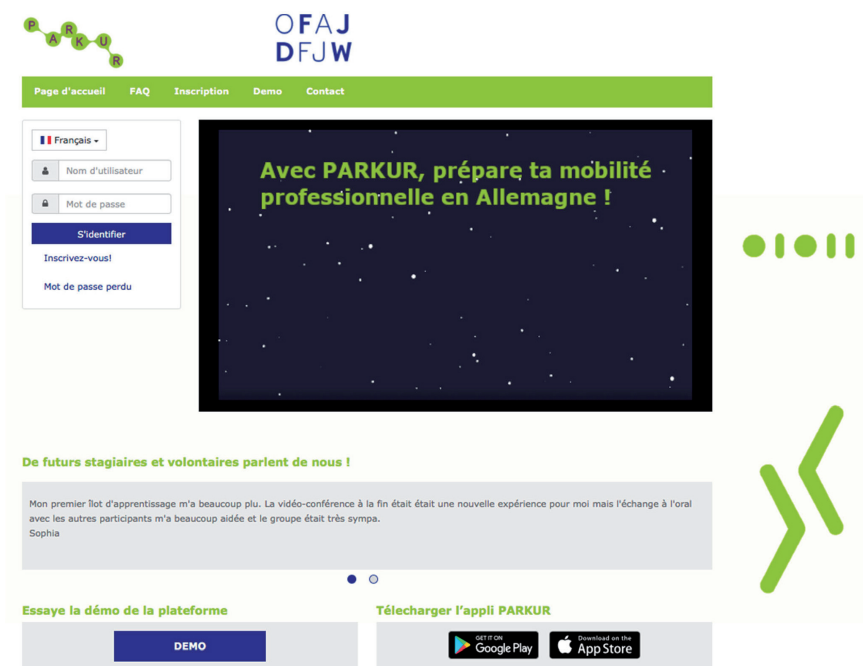 PARKUR
OFAJ
DFJW
Page d'accueil FAQ Inscription Demo Contact
Français
Nom d'utilisateur
Mot de passe
S'identifier
Inscrivez-vous!
Mot de passe perdu
Avec PARKUR, prépare ta mobilité
professionnelle en Allemagne !
De futurs stagiaires et volontaires parlent de nous !
Mon premier îlot d'apprentissage m'a beaucoup plu. La vidéo-conférence à la fin était était une nouvelle expérience pour moi mais l'échange à l'oral
avec les autres participants m'a beaucoup aidée et le groupe était très sympa.
Sophia
Essaye la démo de la plateforme
DEMO
Télecharger l'appli PARKUR
GET IT ON
Google Play
Download on the
App Store